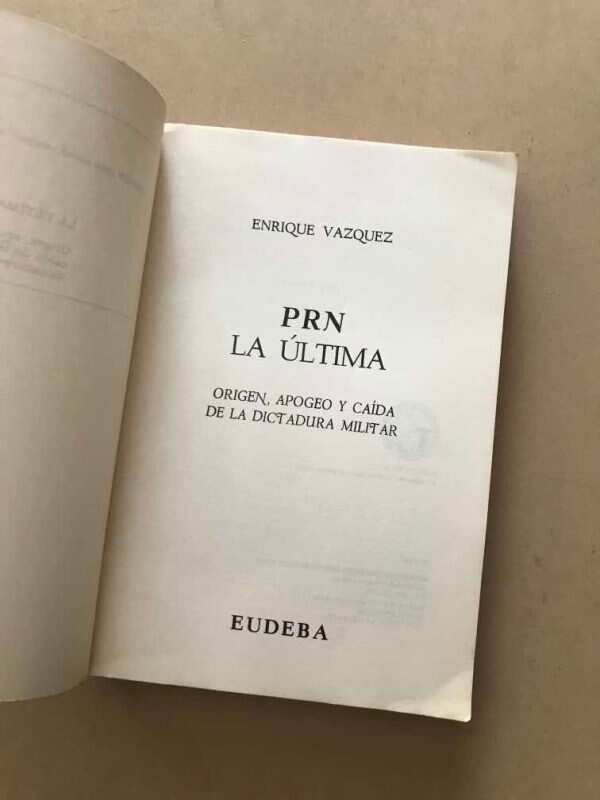 ENRIQUE VAZQUEZ
PRN
LA ÚLTIMA
ORIGEN, APOGEO Y CAÍDA
DE LA DICTADURA MILITAR
EUDEBA